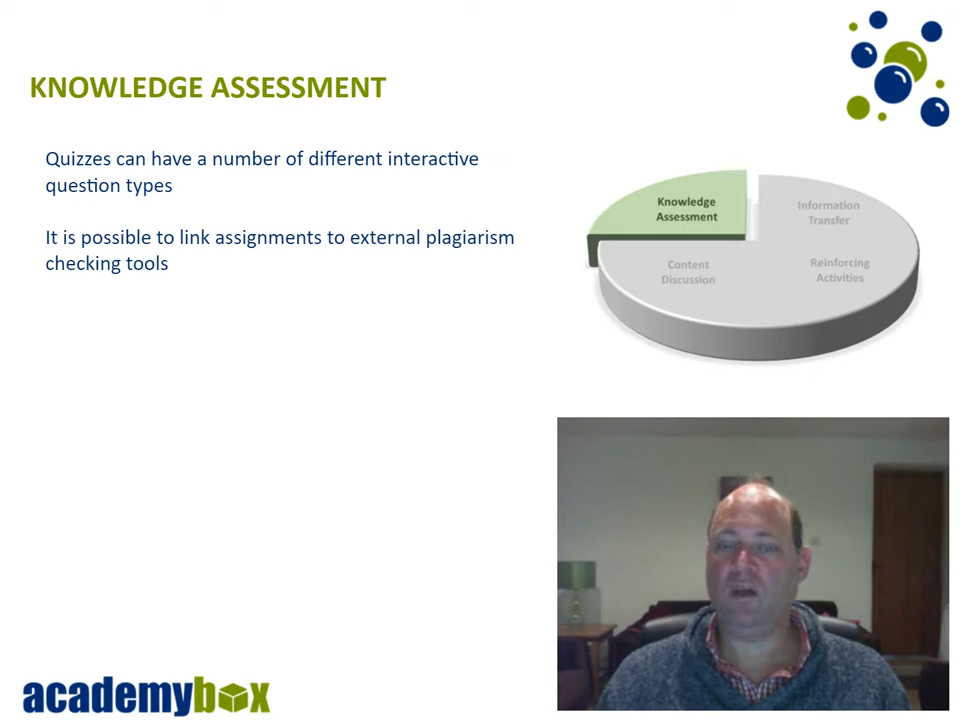 KNOWLEDGE ASSESSMENT
Quizzes can have a number of different interactive
question types
It is possible to link assignments to external plagiarism
checking tools
Knowledge
Assessment
Information
Transfer
Content
Discussion
Reinforcing
Activities
academybox